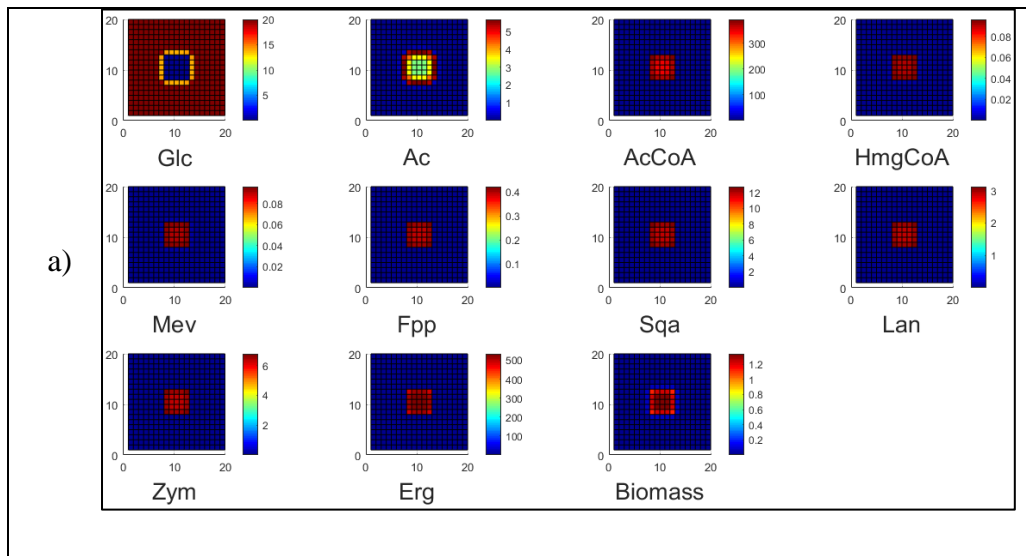 20 20 20 5 20 20 0.1
10 15 10 4 10 300 10 0.08
10 3 200 0.06
5 2 100 0.04
1 0.02
0 0 0 0
0 10 20 0 10 20 0 10 20 0 10 20
Glc Ac AcCoA HmgCoA
20 20 0.4 20 12 20 3
0.08 0.3 10
10 0.06 10 10 8 10 2
0.04 0.2 6
0.02 0.1 4 1
2
0 0 0 0
0 10 20 0 10 20 0 10 20 0 10 20
a)
Mev Fpp Sqa Lan
20 20 500 20 1.2
6 400 1
10 4 10 300 10 0.8
200 0.6
2 100 0.4
0.2
0 0 0
0 10 20 0 10 20 0 10 20
Zym Erg Biomass